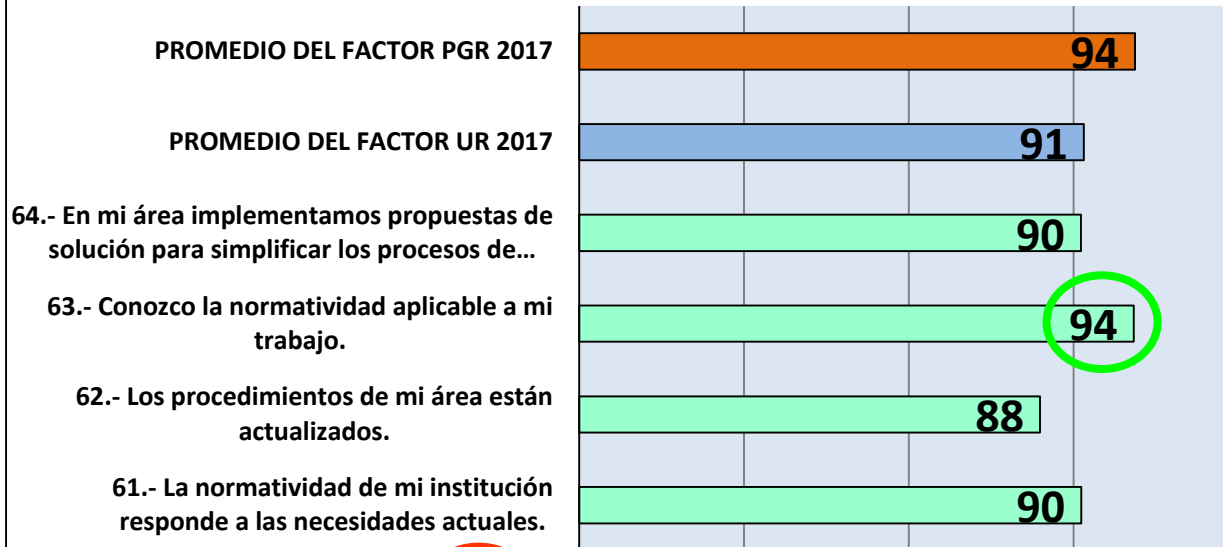 PROMEDIO DEL FACTOR PGR 2017
94
PROMEDIO DEL FACTOR UR 2017
91
64.- En mi área implementamos propuestas de
solución para simplificar los procesos de…
90
63.- Conozco la normatividad aplicable a mi
trabajo.
94
62.- Los procedimientos de mi área están
actualizados.
88
61.- La normatividad de mi institución
responde a las necesidades actuales.
90